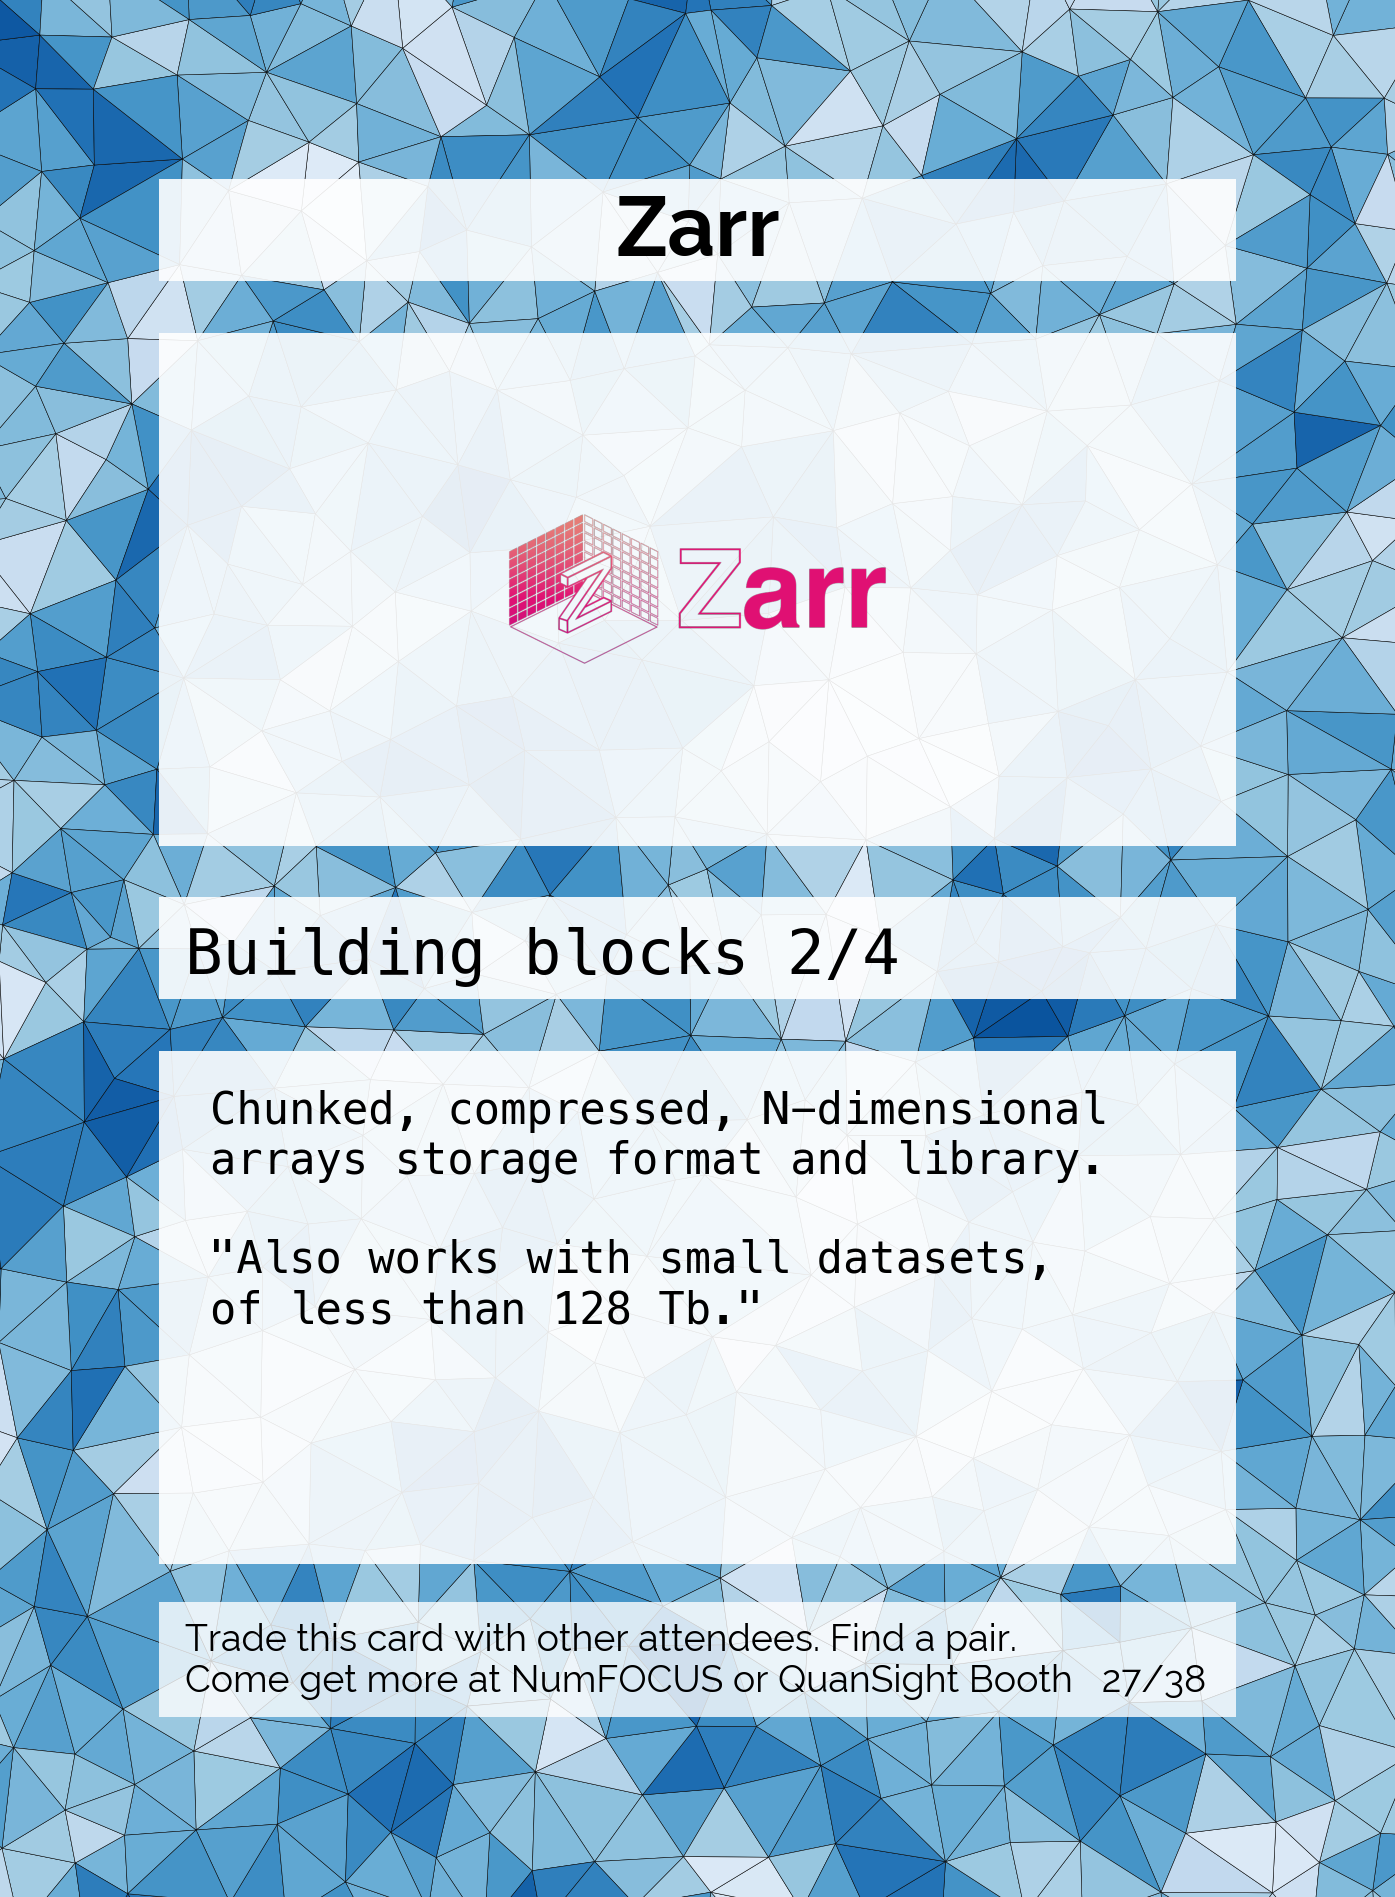 Zarr
Zarr
Building blocks 2/4
Chunked, compressed, N-dimensional
arrays storage format and library.
"Also works with small datasets,
of less than 128 Tb."
Trade this card with other attendees. Find a pair.
Come get more at NumFOCUS or QuanSight Booth 27/38